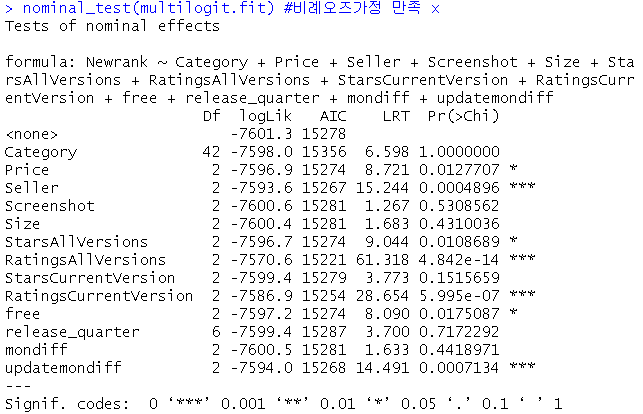 > nominal_test(multilogit.fit) #비례오즈가정 만족 x
Tests of nominal effects

formula: Newrank ~ Category + Price + Seller + Screenshot + Size + Sta
rsAllVersions + RatingsAllVersions + StarsCurrentVersion + RatingsCurr
entVersion + free + release_quarter + mondiff + updatemondiff
                      Df  logLik   AIC    LRT  Pr(>Chi)
<none>                   -7601.3 15278
Category              42 -7598.0 15356  6.598 1.0000000
Price                  2 -7596.9 15274  8.721 0.0127707 *
Seller                 2 -7593.6 15267 15.244 0.0004896 ***
Screenshot             2 -7600.6 15281  1.267 0.5308562
Size                   2 -7600.4 15281  1.683 0.4310036
StarsAllVersions       2 -7596.7 15274  9.044 0.0108689 *
RatingsAllVersions     2 -7570.6 15221 61.318 4.842e-14 ***
StarsCurrentVersion    2 -7599.4 15279  3.773 0.1515659
RatingsCurrentVersion  2 -7586.9 15254 28.654 5.995e-07 ***
free                   2 -7597.2 15274  8.090 0.0175087 *
release_quarter        6 -7599.4 15287  3.700 0.7172292
mondiff                2 -7600.5 15281  1.633 0.4418971
updatemondiff          2 -7594.0 15268 14.491 0.0007134 ***
---
Signif. codes:  0 ‘***’ 0.001 ‘**’ 0.01 ‘*’ 0.05 ‘.’ 0.1 ‘ ’ 1